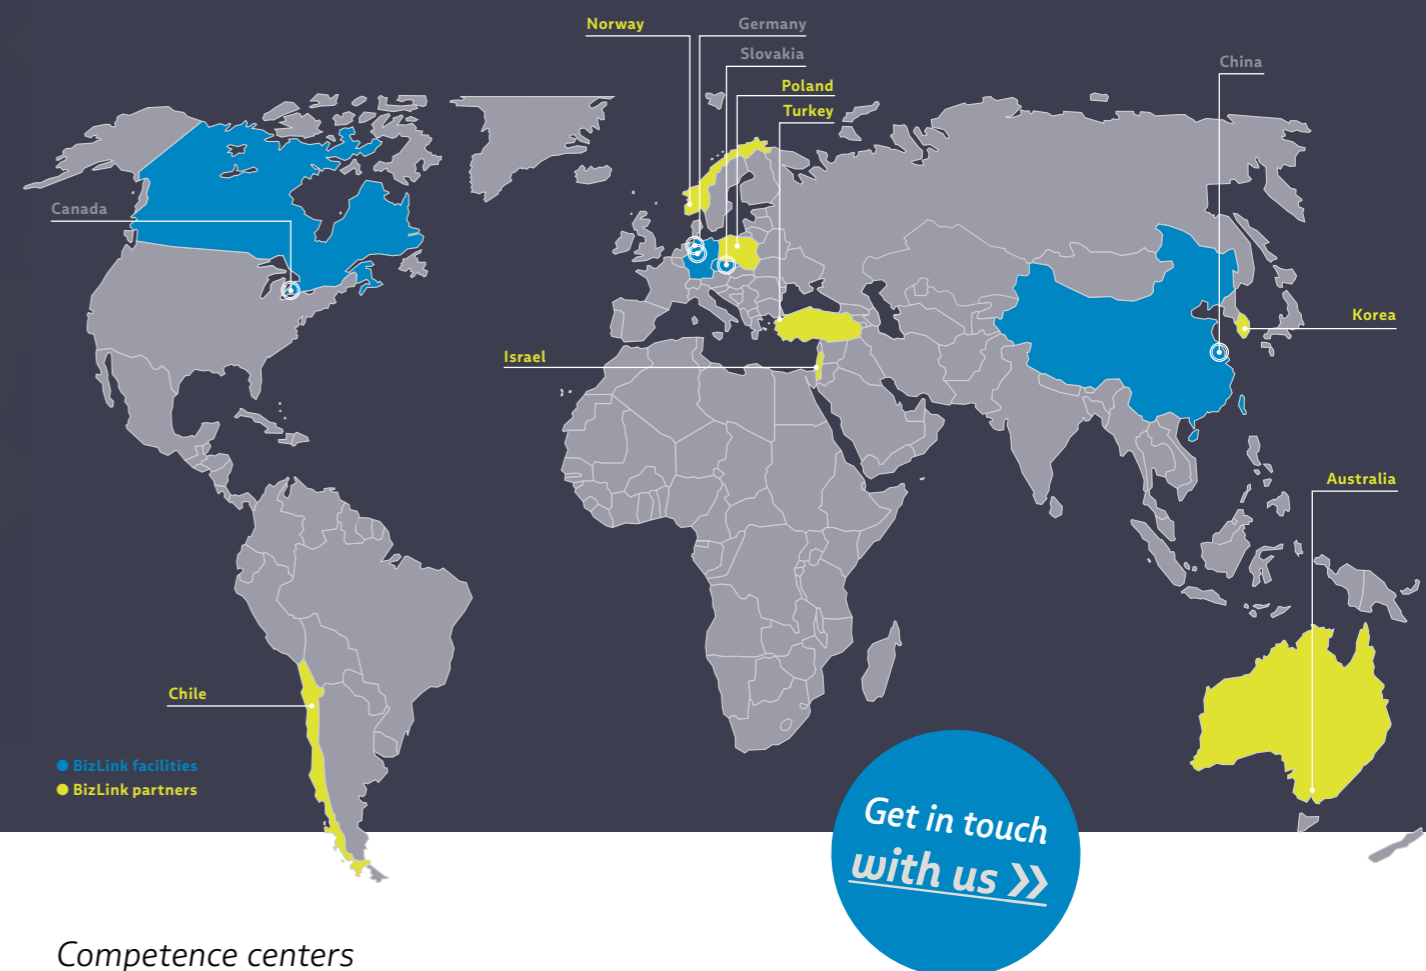 Norway
Germany
Slovakia
Poland
Turkey
China
Canada
Korea
Israel
Australia
Chile
BizLink facilities
BizLink partners
Get in touch
with us »
Competence centers